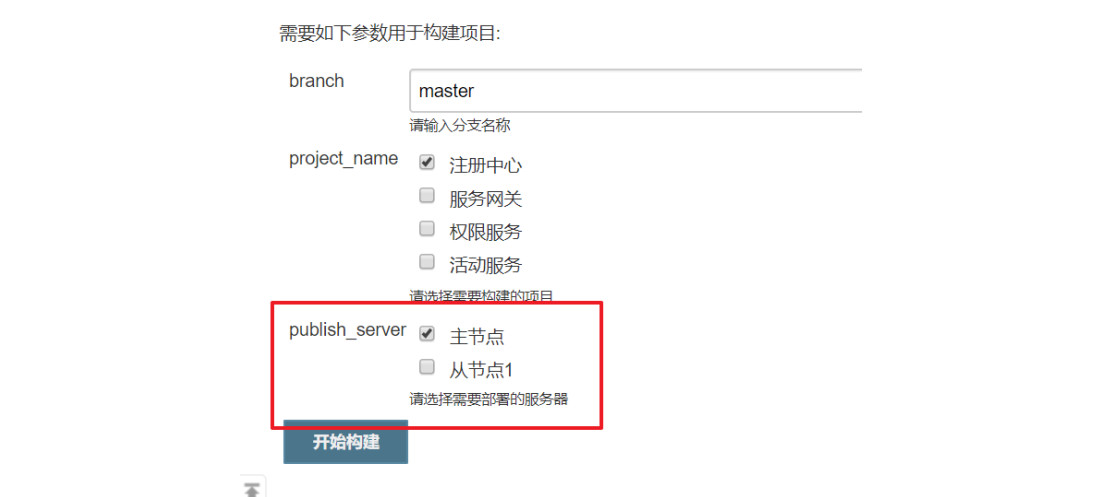 需要如下参数用于构建项目:
branch
master
请输入分支名称
project_name
注册中心
服务网关
权限服务
活动服务
请选择需要构建的项目
publish_server
主节点
从节点1
请选择需要部署的服务器
开始构建